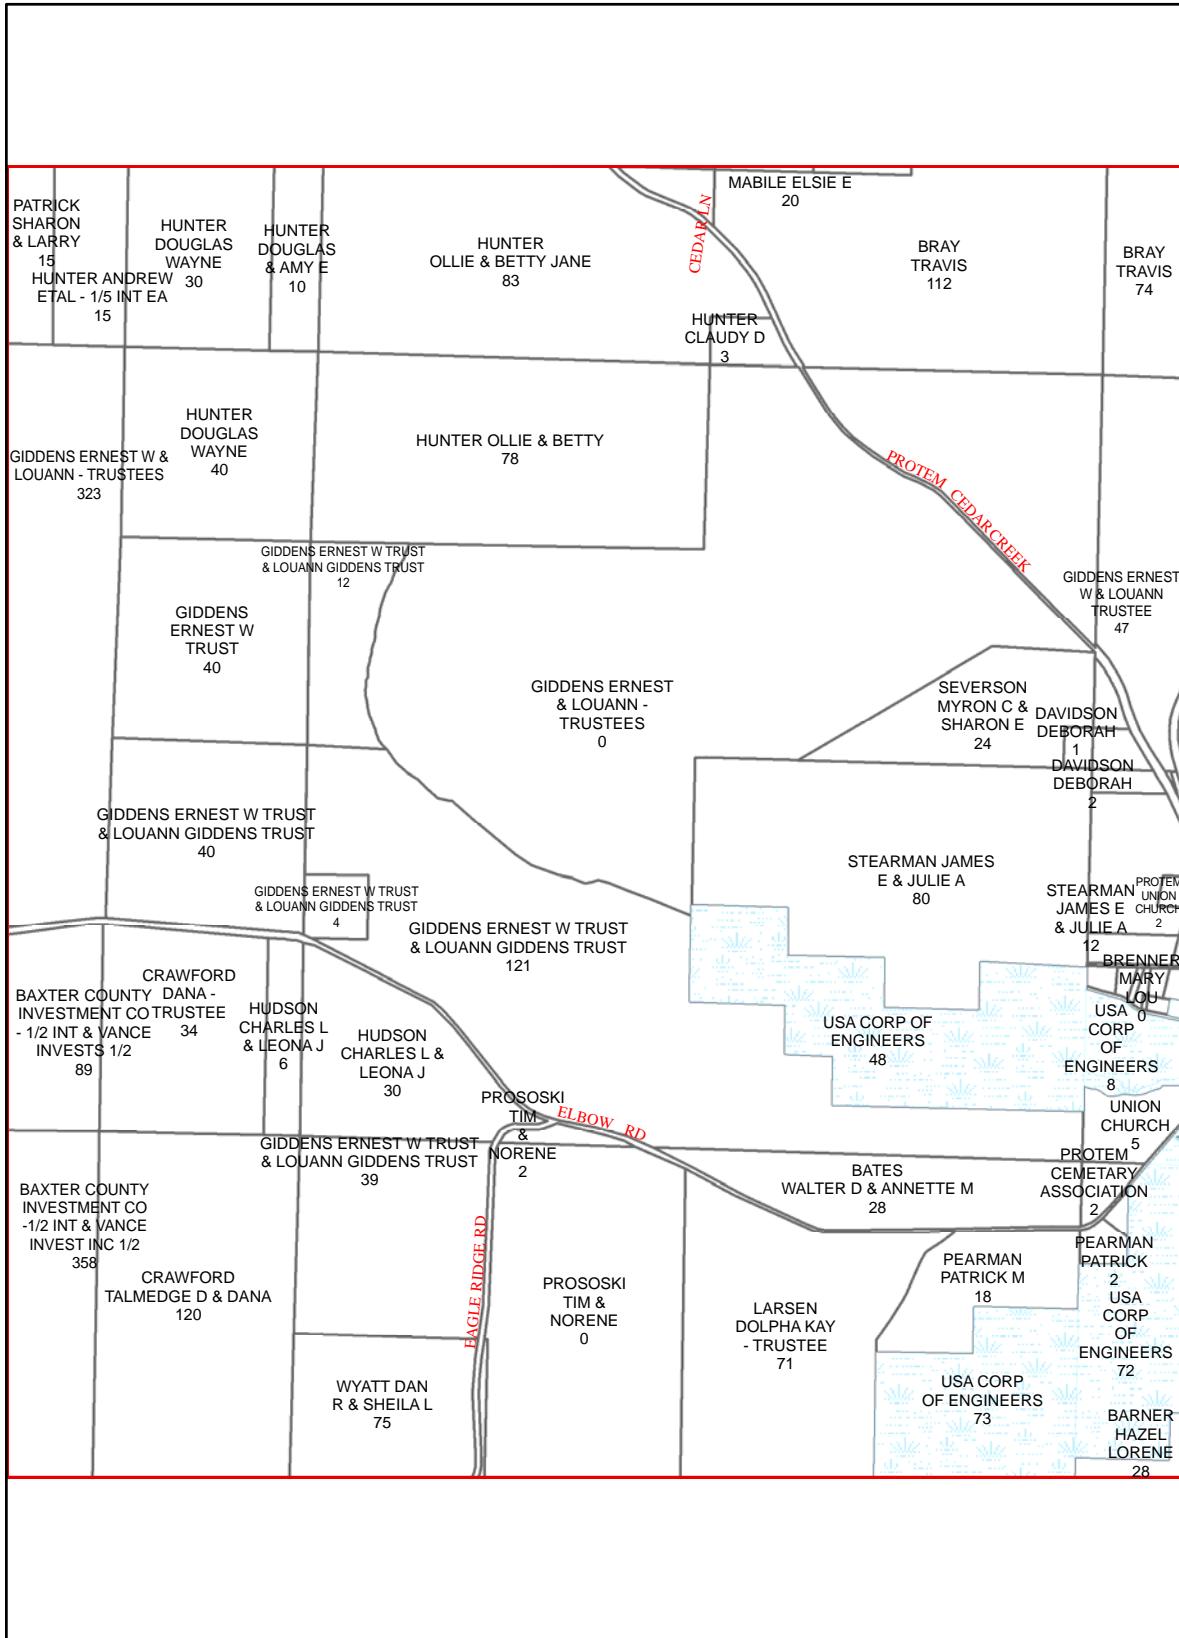 MABILE ELSIE E
20
PATRICK
SHARON
& LARRY
15
HUNTER ANDREW
ETAL - 1/5 INT EA
15
HUNTER
DOUGLAS
WAYNE
30
HUNTER
DOUGLAS
& AMY E
10
HUNTER
OLLIE & BETTY JANE
83
CEDAR LN
BRAY
TRAVIS
112
BRAY
TRAVIS
74
HUNTER
CLAUDY D
3
GIDDENS ERNEST W &
LOUANN - TRUSTEES
323
HUNTER
DOUGLAS
WAYNE
40
HUNTER OLLIE & BETTY
78
PROTEM CEDARCREEK
GIDDENS ERNEST W TRUST
& LOUANN GIDDENS TRUST
12
GIDDENS
ERNEST W
TRUST
40
GIDDENS ERNEST
W & LOUANN
TRUSTEE
47
GIDDENS ERNEST
& LOUANN -
TRUSTEES
0
SEVERSON
MYRON C &
SHARON E
24
DAVIDSON
DEBORAH
1
DAVIDSON
DEBORAH
2
GIDDENS ERNEST W TRUST
& LOUANN GIDDENS TRUST
40
STEARMAN JAMES
E & JULIE A
80
GIDDENS ERNEST W TRUST
& LOUANN GIDDENS TRUST
4
GIDDENS ERNEST W TRUST
& LOUANN GIDDENS TRUST
121
STEARMAN
JAMES E
& JULIE A
12
PROTEM
UNION
CHURCH
2
BRENNER
MARY
LOU
0
BAXTER COUNTY
INVESTMENT CO
- 1/2 INT & VANCE
INVESTS 1/2
89
CRAWFORD
DANA -
TRUSTEE
34
HUDSON
CHARLES L
& LEONA J
6
HUDSON
CHARLES L &
LEONA J
30
USA CORP OF
ENGINEERS
48
USA
CORP
OF
ENGINEERS
8
PROSOSKI
TIM
&
NORENE
2
ELBOW RD
UNION
CHURCH
5
GIDDENS ERNEST W TRUST
& LOUANN GIDDENS TRUST
39
BATES
WALTER D & ANNETTE M
28
PROTEM
CEMETARY
ASSOCIATION
2
BAXTER COUNTY
INVESTMENT CO
-1/2 INT & VANCE
INVEST INC 1/2
358
CRAWFORD
TALMEDGE D & DANA
120
EAGLE RIDGE RD
PROSOSKI
TIM &
NORENE
0
LARSEN
DOLPHA KAY
- TRUSTEE
71
PEARMAN
PATRICK M
18
PEARMAN
PATRICK
2
USA
CORP
OF
ENGINEERS
72
WYATT DAN
R & SHEILA L
75
USA CORP
OF ENGINEERS
73
BARNER
HAZEL
LORENE
28